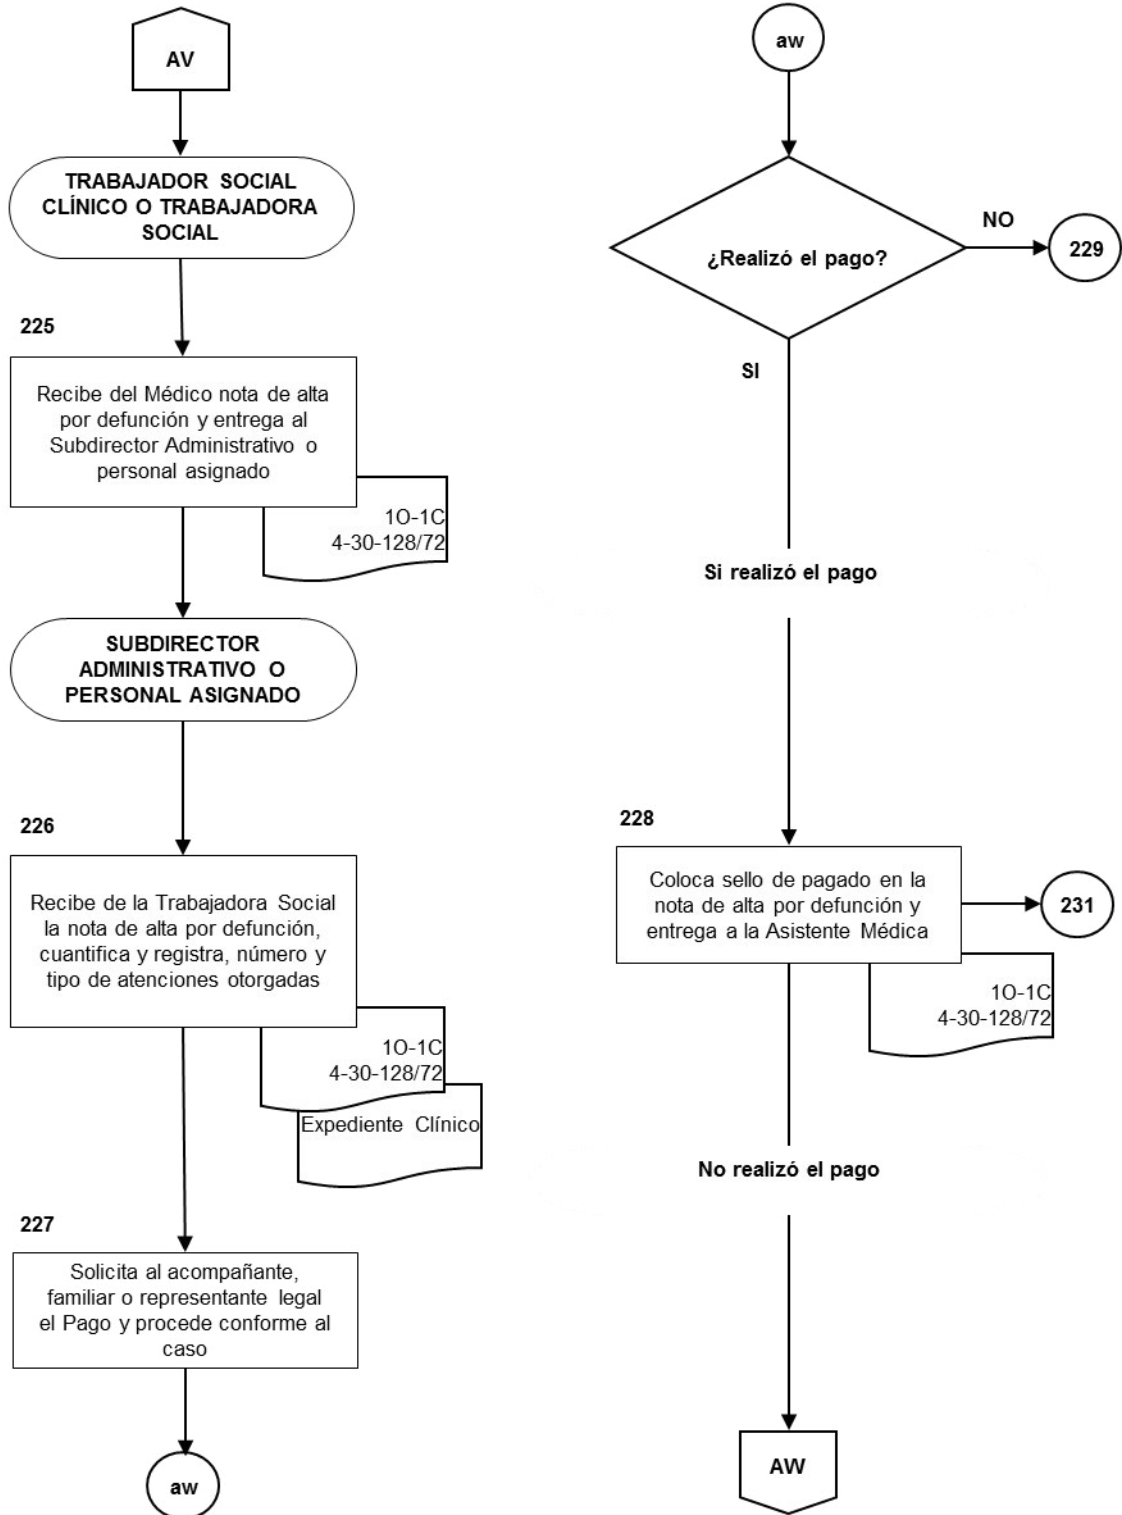 AV
TRABAJADOR SOCIAL
CLÍNICO O TRABAJADORA
SOCIAL
225
Recibe del Médico nota de alta
por defunción y entrega al
Subdirector Administrativo o
personal asignado
1O-1C
4-30-128/72
SUBDIRECTOR
ADMINISTRATIVO O
PERSONAL ASIGNADO
226
Recibe de la Trabajadora Social
la nota de alta por defunción,
cuantifica y registra, número y
tipo de atenciones otorgadas
1O-1C
4-30-128/72
Expediente Clínico
227
Solicita al acompañante,
familiar o representante legal
el Pago y procede conforme al
caso
aw
aw
¿Realizó el pago?
NO
229
SI
Si realizó el pago
228
Coloca sello de pagado en la
nota de alta por defunción y
entrega a la Asistente Médica
231
1O-1C
4-30-128/72
No realizó el pago
AW